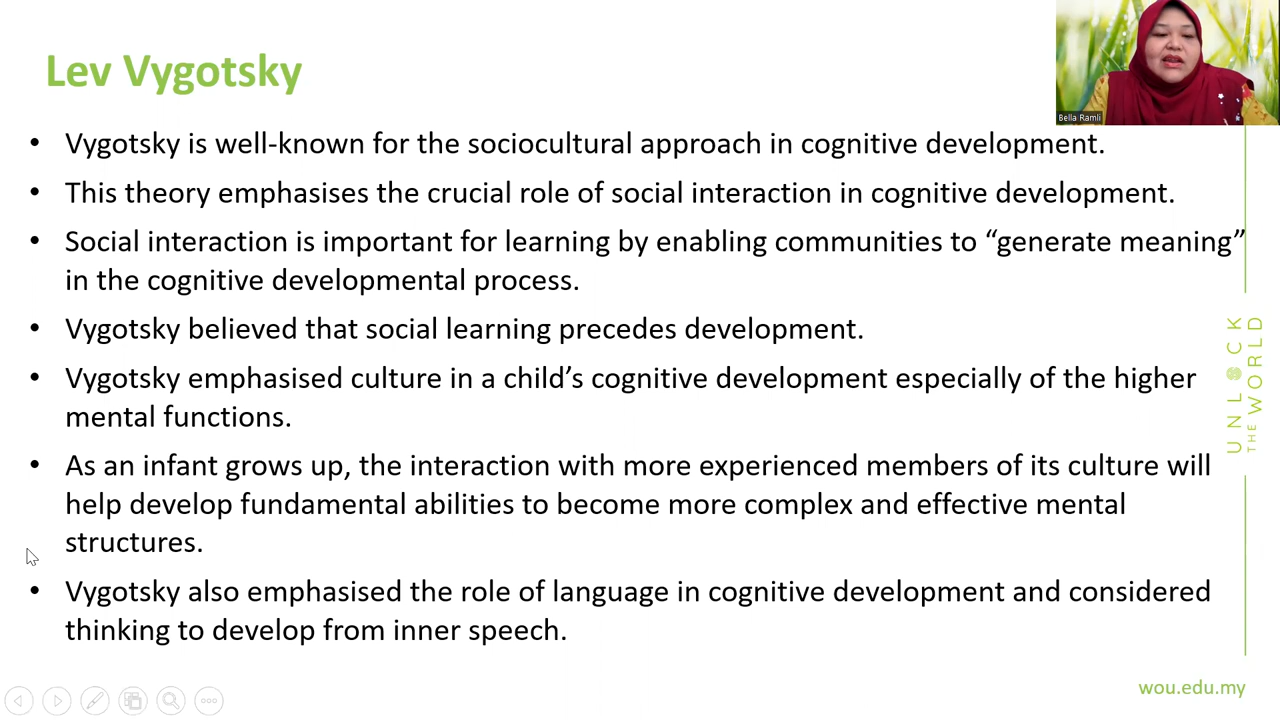 Lev Vygotsky
Bella Ramli
• Vygotsky is well-known for the sociocultural approach in cognitive development.
• This theory emphasises the crucial role of social interaction in cognitive development.
• Social interaction is important for learning by enabling communities to “generate meaning”
in the cognitive developmental process.
• Vygotsky believed that social learning precedes development.
• Vygotsky emphasised culture in a child’s cognitive development especially of the higher
mental functions.
• As an infant grows up, the interaction with more experienced members of its culture will
help develop fundamental abilities to become more complex and effective mental
structures.
• Vygotsky also emphasised the role of language in cognitive development and considered
thinking to develop from inner speech.
UNLOCK
THE WORLD
wou.edu.my